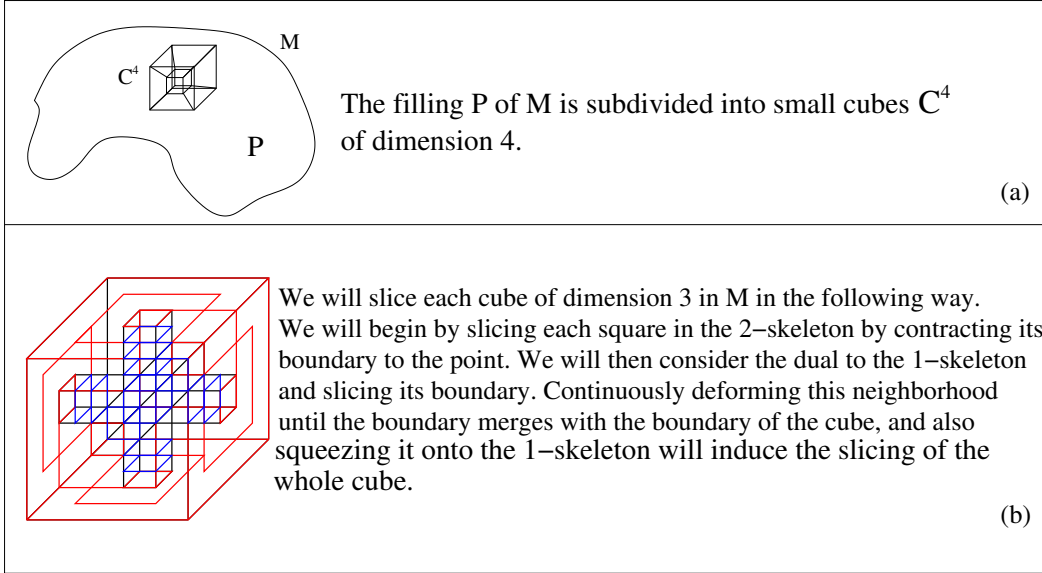 M
C⁴
P
The filling P of M is subdivided into small cubes C⁴
of dimension 4.
(a)
We will slice each cube of dimension 3 in M in the following way.
We will begin by slicing each square in the 2−skeleton by contracting its
boundary to the point. We will then consider the dual to the 1−skeleton
and slicing its boundary. Continuously deforming this neighborhood
until the boundary merges with the boundary of the cube, and also
squeezing it onto the 1−skeleton will induce the slicing of the
whole cube.
(b)